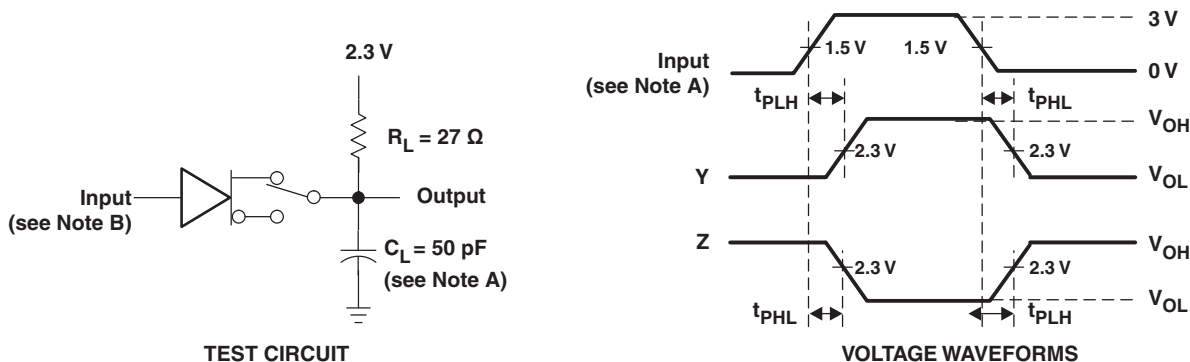 2.3 V
R_L = 27 Ω
Input
(see Note B)
Output
C_L = 50 pF
(see Note A)
TEST CIRCUIT
Input
(see Note A)
1.5 V
1.5 V
3 V
0 V
t_PLH
t_PHL
Y
2.3 V
2.3 V
V_OH
V_OL
Z
2.3 V
2.3 V
V_OH
V_OL
t_PHL
t_PLH
VOLTAGE WAVEFORMS